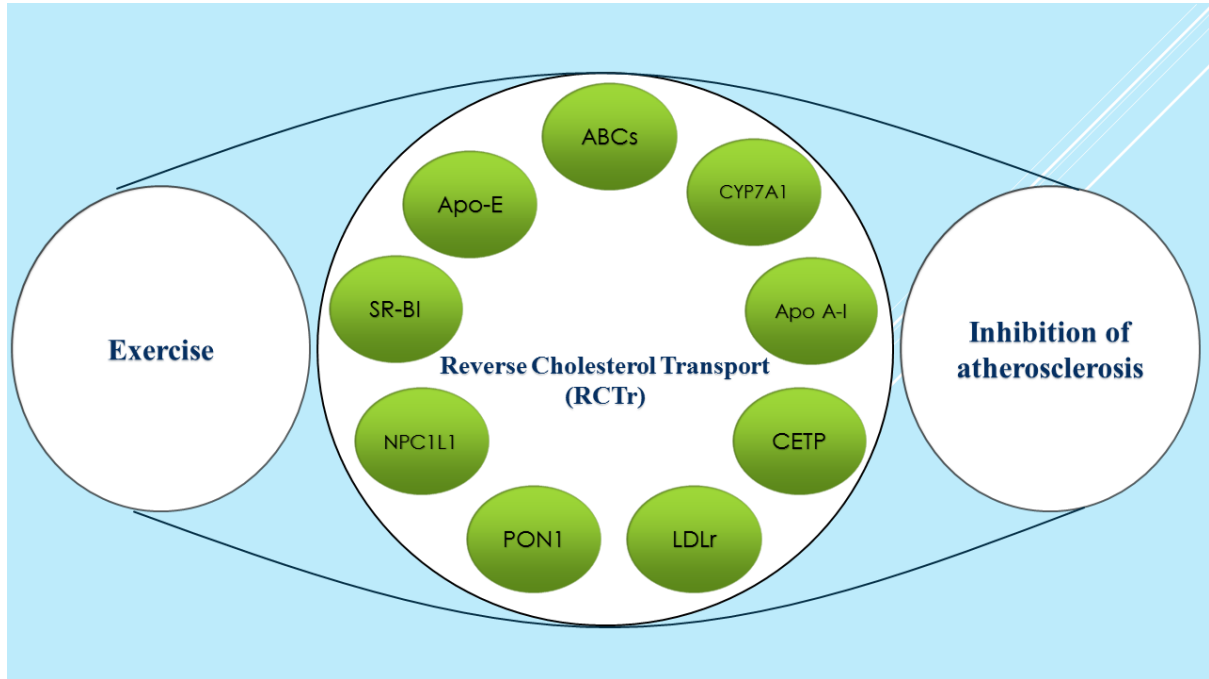 ABCs
CYP7A1
Apo-E
SR-BI
Apo A-I
Exercise
Reverse Cholesterol Transport
(RCTr)
Inhibition of
atherosclerosis
NPC1L1
CETP
PON1
LDLr